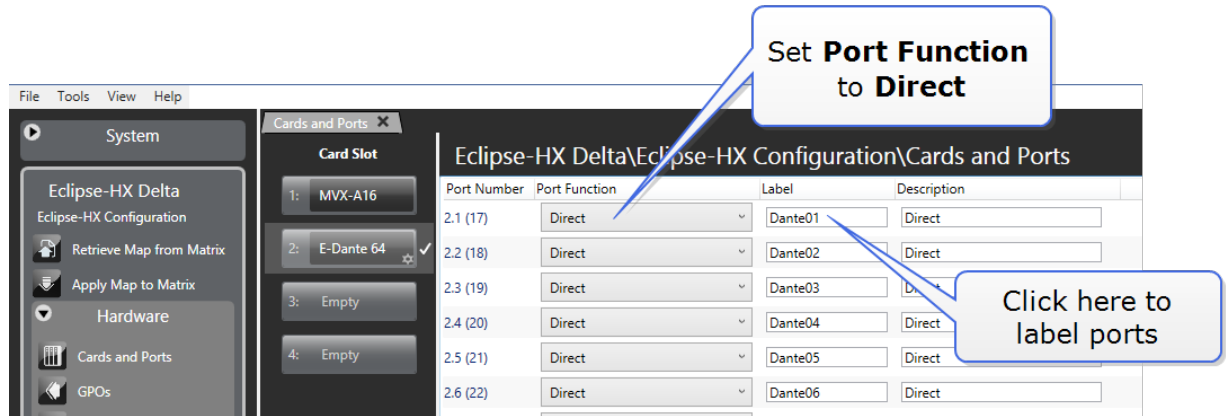 Set Port Function
to Direct
File Tools View Help
System
Cards and Ports
Card Slot
Eclipse-HX Delta\Eclipse-HX Configuration\Cards and Ports
Eclipse-HX Delta
Eclipse-HX Configuration
Retrieve Map from Matrix
Apply Map to Matrix
Hardware
Cards and Ports
GPOs
1: MVX-A16
2: E-Dante 64
3: Empty
4: Empty
Port Number Port Function Label Description
2.1 (17) Direct Dante01 Direct
2.2 (18) Direct Dante02 Direct
2.3 (19) Direct Dante03
2.4 (20) Direct Dante04 Direct
2.5 (21) Direct Dante05 Direct
2.6 (22) Direct Dante06 Direct
Click here to
label ports